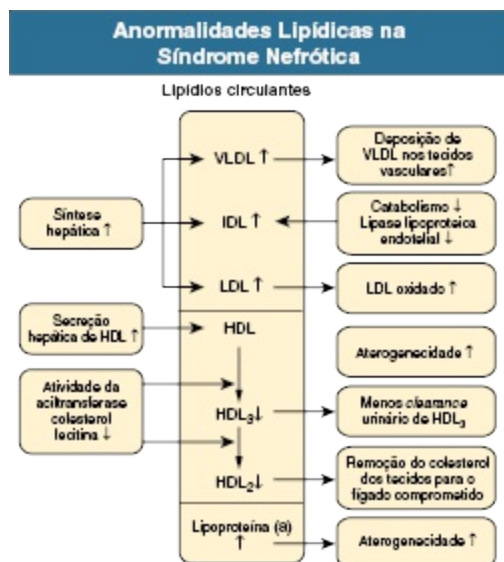 Anormalidades Lipídicas na
Síndrome Nefrótica
Lipídios circulantes
VLDL ↑
Deposição de
VLDL nos tecidos
vasculares↑
Síntese
hepática ↑
IDL ↑
Catabolismo ↓
Lipase lipoproteica
endotelial ↓
LDL ↑
LDL oxidado ↑
Secreção
hepática de HDL ↑
HDL
Aterogenecidade ↑
Atividade da
aciltransferase
colesterol
lecitina ↓
HDL₃↓
Menos clearance
urinário de HDL₃
HDL₂↓
Remoção do colesterol
dos tecidos para o
fígado comprometido
Lipoproteína (a)
↑
Aterogenecidade ↑